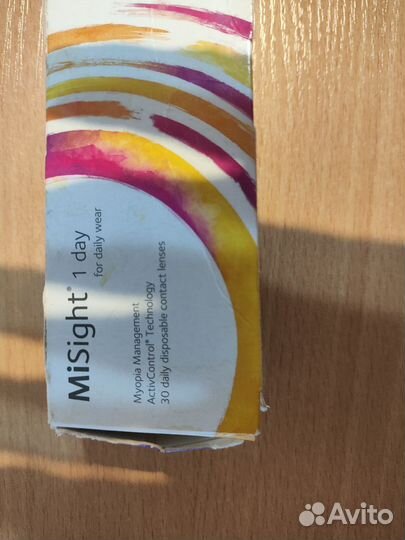 MiSight® 1 day
for daily wear
Myopia Management
ActivControl® Technology
30 daily disposable contact lenses
Avito